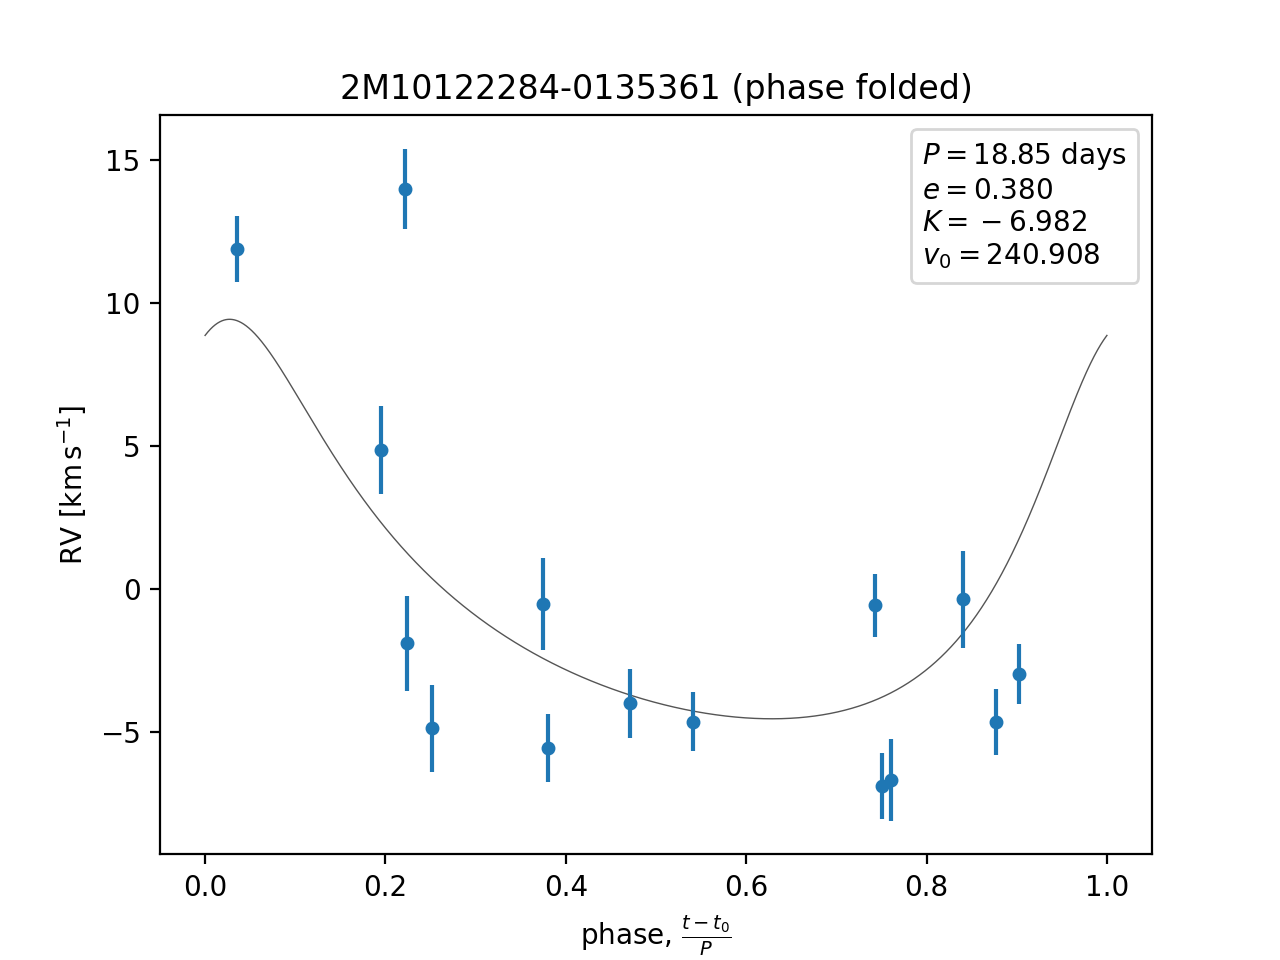 2M10122284-0135361 (phase folded)
P = 18.85 days
e = 0.380
K = −6.982
v₀ = 240.908
RV [km s⁻¹]
15
10
5
0
−5
0.0 0.2 0.4 0.6 0.8 1.0
phase, (t − t₀)/P